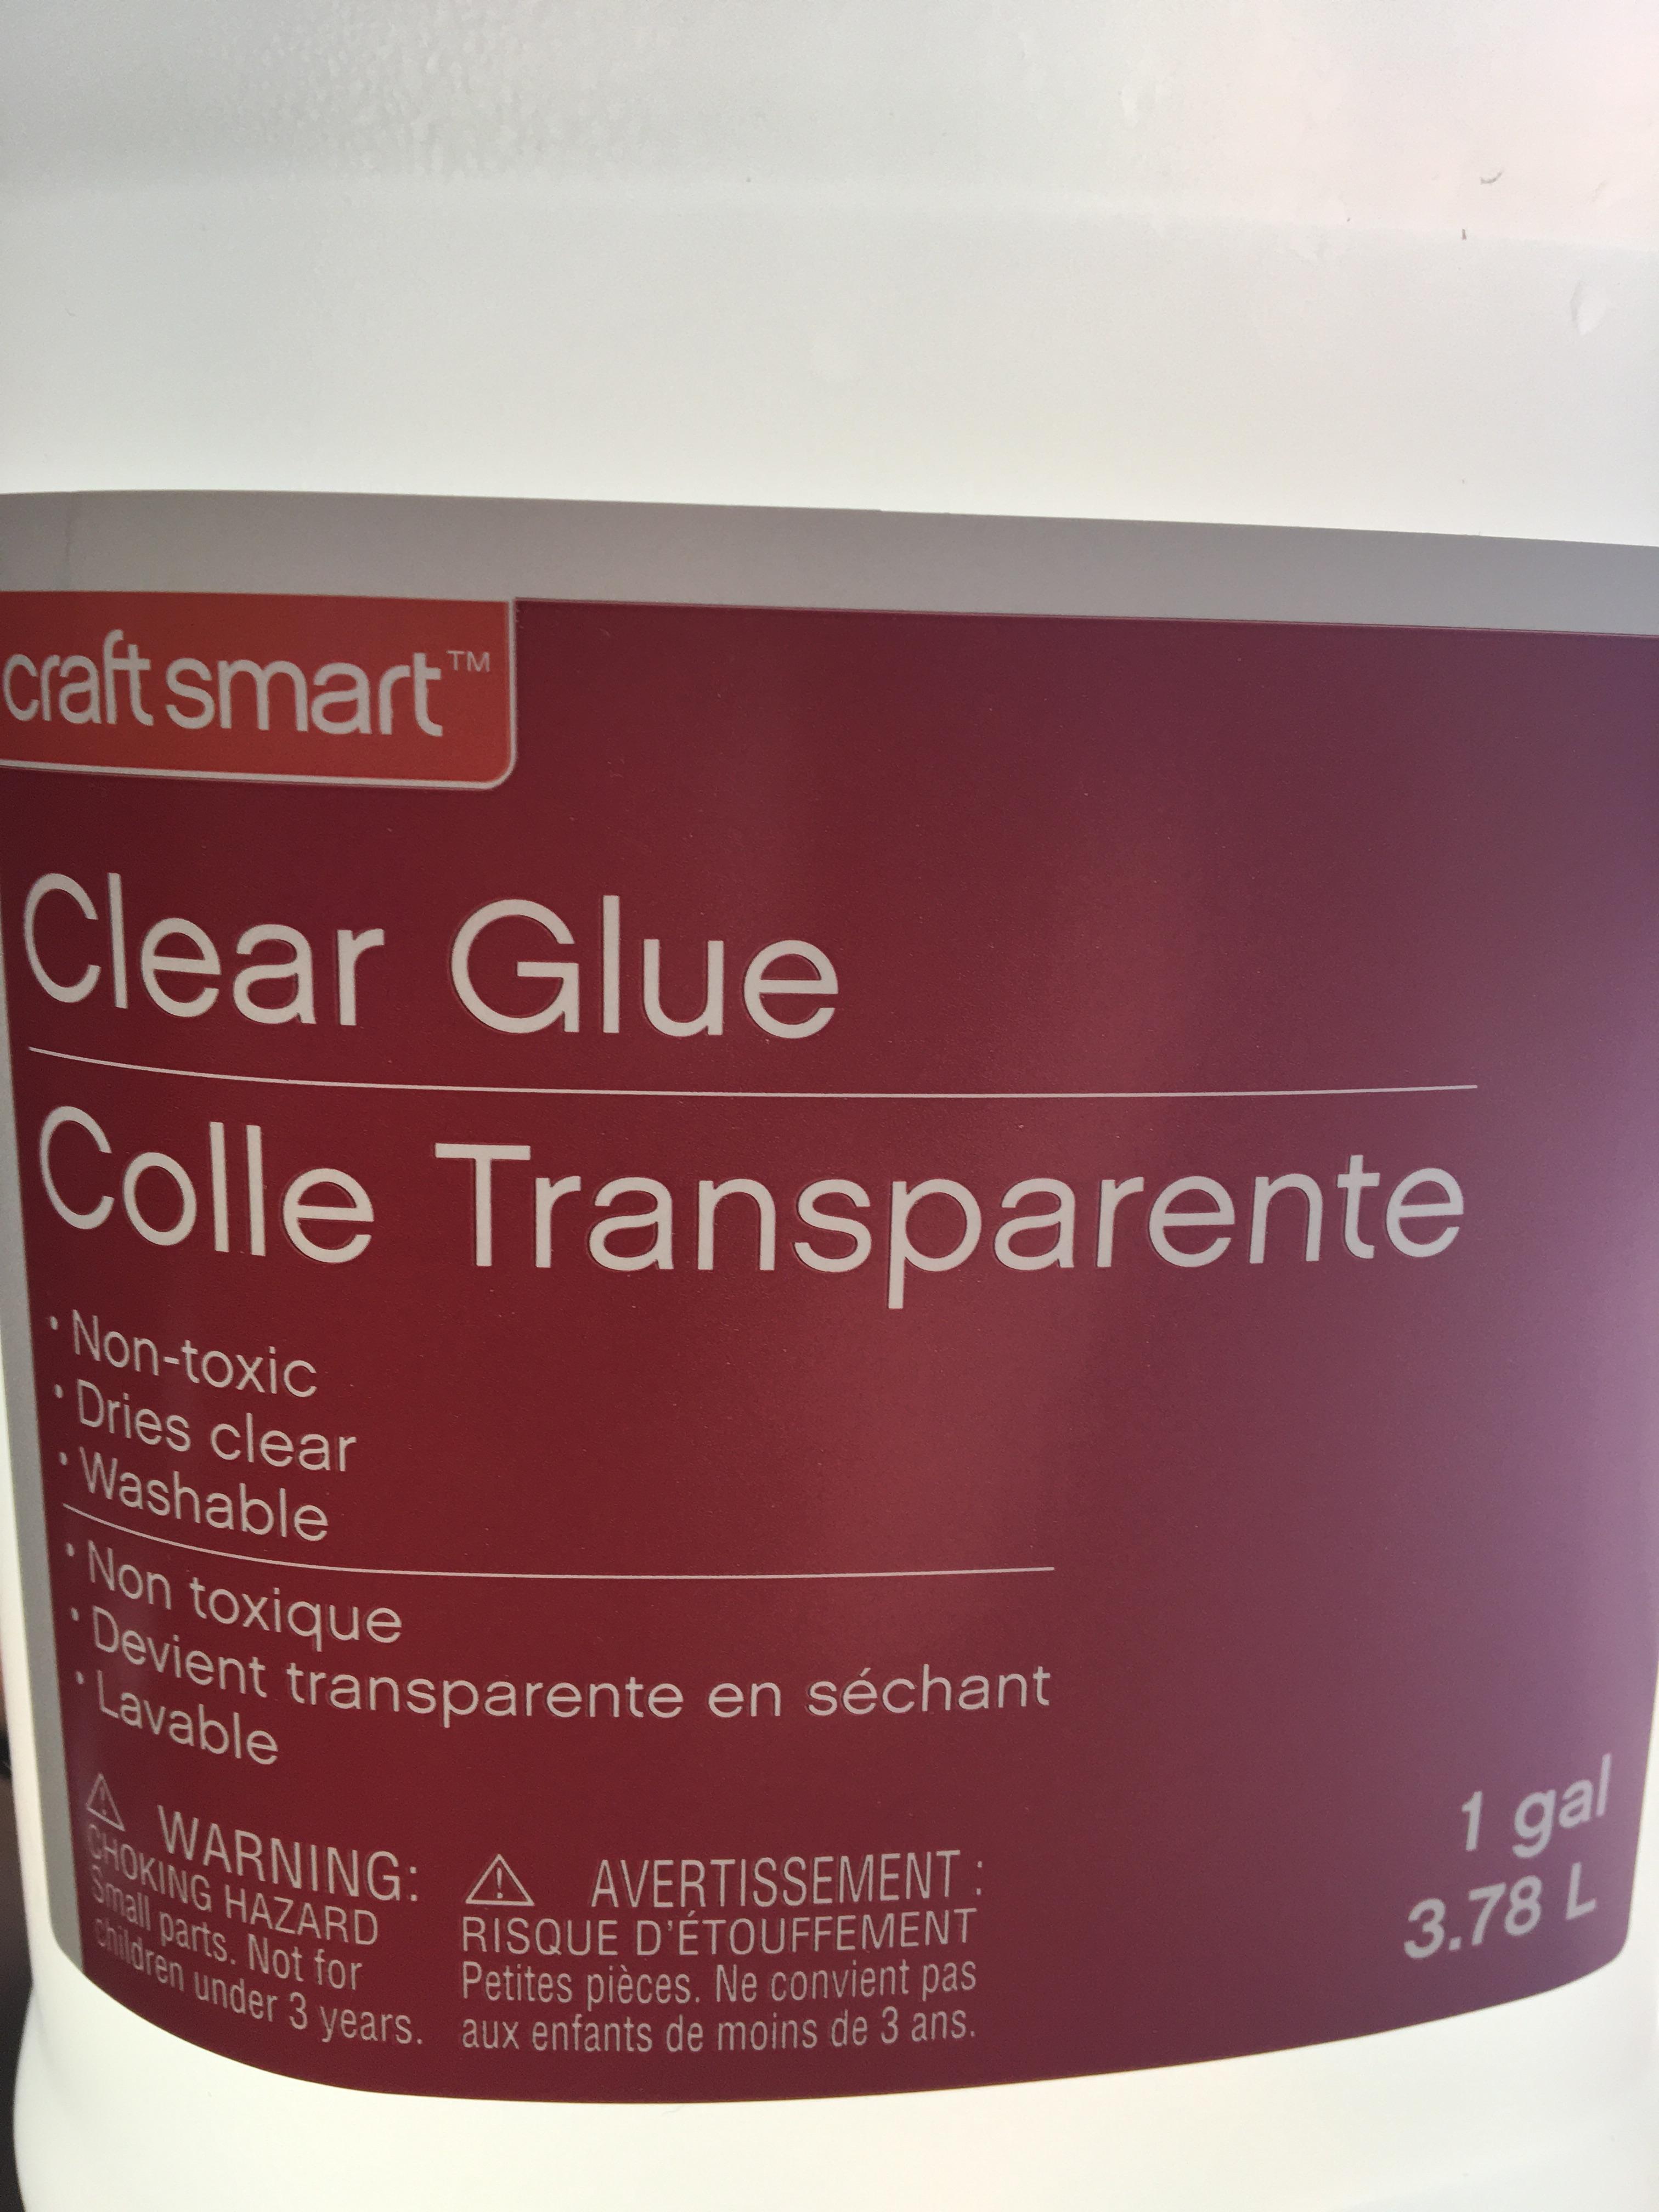 craft smart™
Clear Glue
Colle Transparente
• Non-toxic
• Dries clear
• Washable
• Non toxique
• Devient transparente en séchant
• Lavable
⚠ WARNING:
CHOKING HAZARD
Small parts. Not for
children under 3 years.
⚠ AVERTISSEMENT :
RISQUE D'ÉTOUFFEMENT
Petites pièces. Ne convient pas
aux enfants de moins de 3 ans.
1 gal
3.78 L